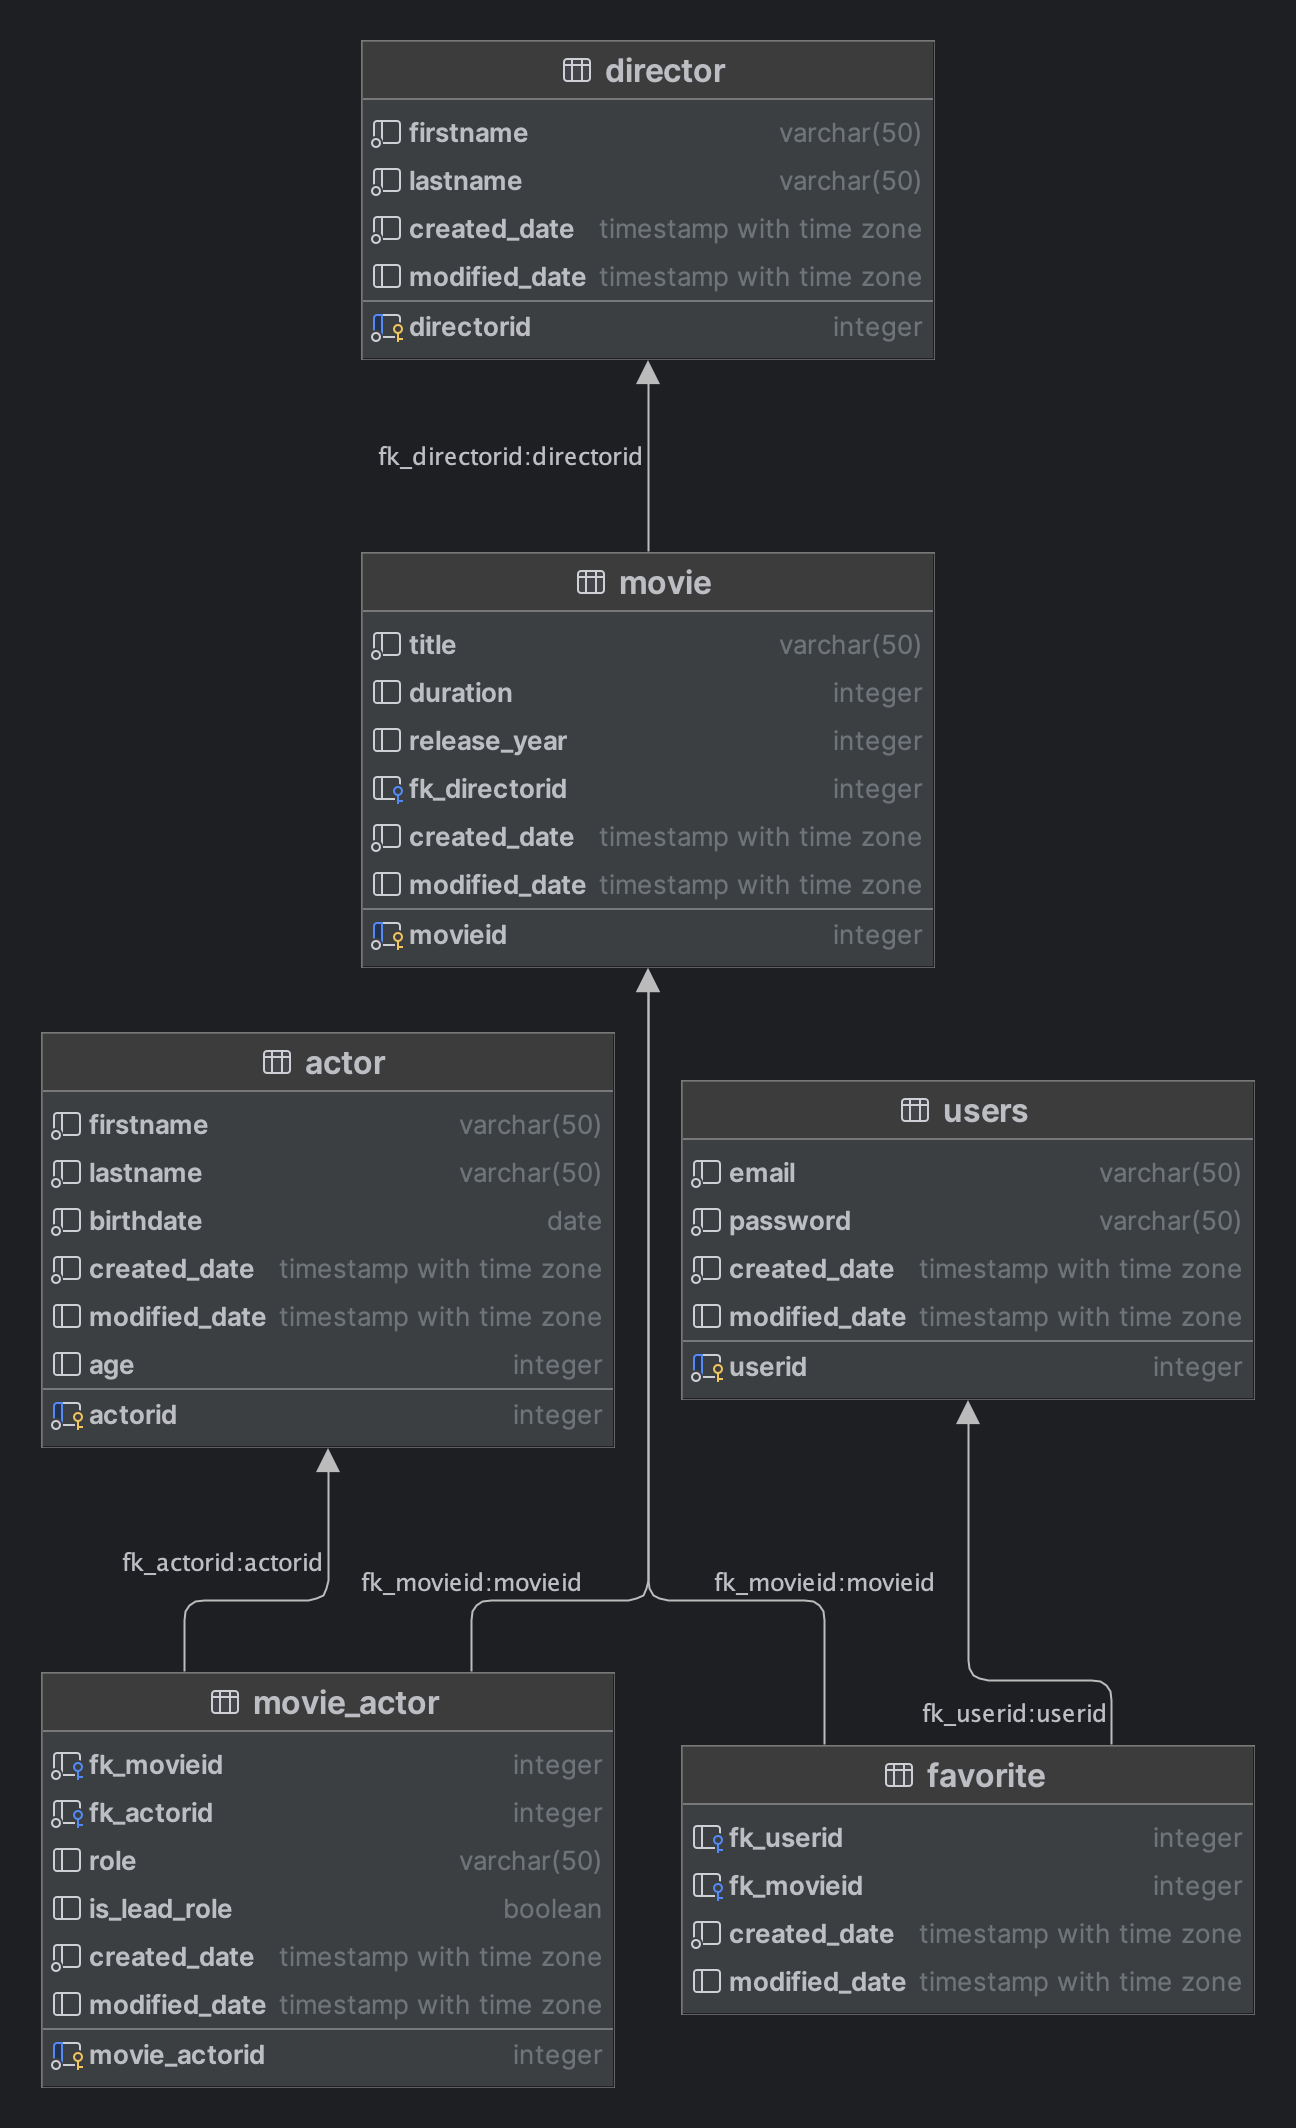 director
firstname varchar(50)
lastname varchar(50)
created_date timestamp with time zone
modified_date timestamp with time zone
directorid integer
fk_directorid:directorid
movie
title varchar(50)
duration integer
release_year integer
fk_directorid integer
created_date timestamp with time zone
modified_date timestamp with time zone
movieid integer
actor
firstname varchar(50)
lastname varchar(50)
birthdate date
created_date timestamp with time zone
modified_date timestamp with time zone
age integer
actorid integer
users
email varchar(50)
password varchar(50)
created_date timestamp with time zone
modified_date timestamp with time zone
userid integer
fk_actorid:actorid
fk_movieid:movieid
fk_movieid:movieid
fk_userid:userid
movie_actor
fk_movieid integer
fk_actorid integer
role varchar(50)
is_lead_role boolean
created_date timestamp with time zone
modified_date timestamp with time zone
movie_actorid integer
favorite
fk_userid integer
fk_movieid integer
created_date timestamp with time zone
modified_date timestamp with time zone